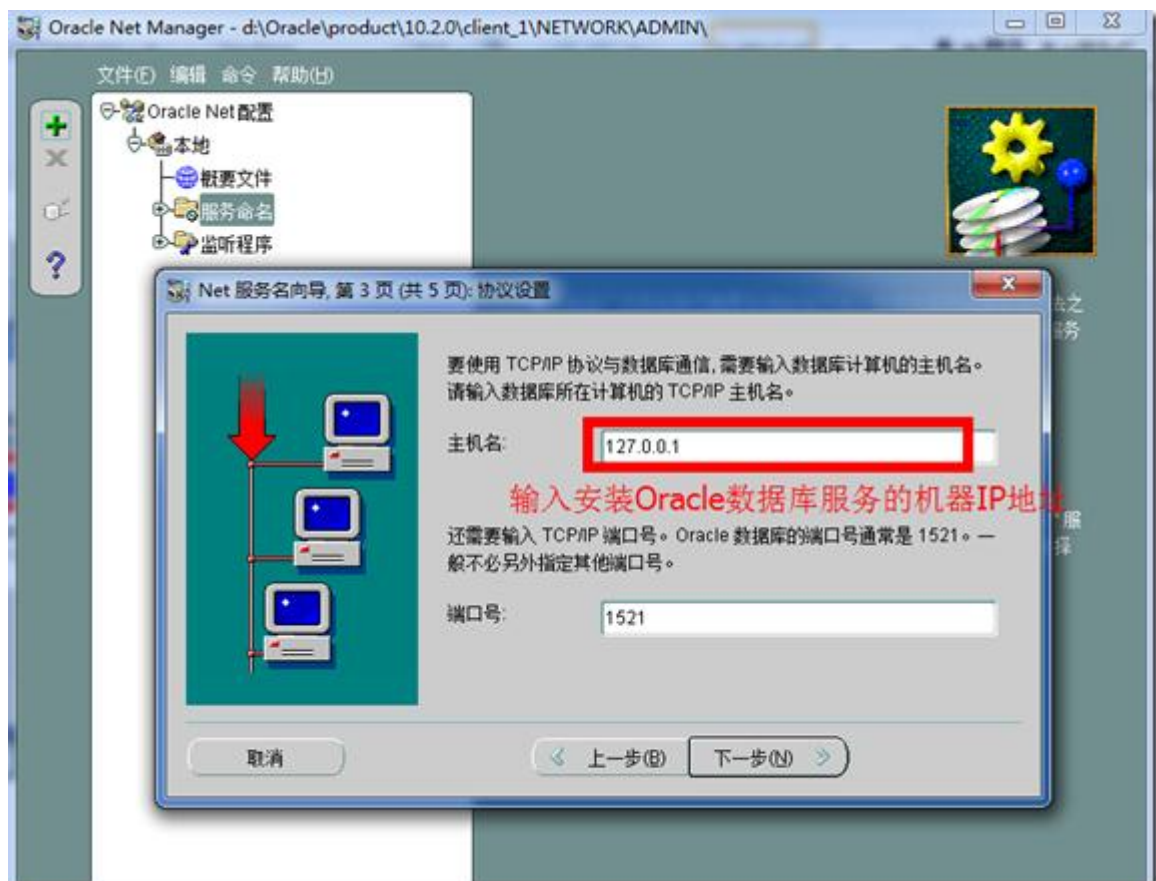 Oracle Net Manager - d:\Oracle\product\10.2.0\client_1\NETWORK\ADMIN\
文件(F) 编辑 命令 帮助(H)
Oracle Net 配置
本地
概要文件
服务命名
监听程序
法之
服务
Net 服务名向导, 第 3 页 (共 5 页): 协议设置
要使用 TCP/IP 协议与数据库通信, 需要输入数据库计算机的主机名。
请输入数据库所在计算机的 TCP/IP 主机名。
主机名:
127.0.0.1
输入安装Oracle数据库服务的机器IP地址
还需要输入 TCP/IP 端口号。Oracle 数据库的端口号通常是 1521。一
般不必另外指定其他端口号。
服
择
端口号:
1521
取消
上一步(B)
下一步(N)